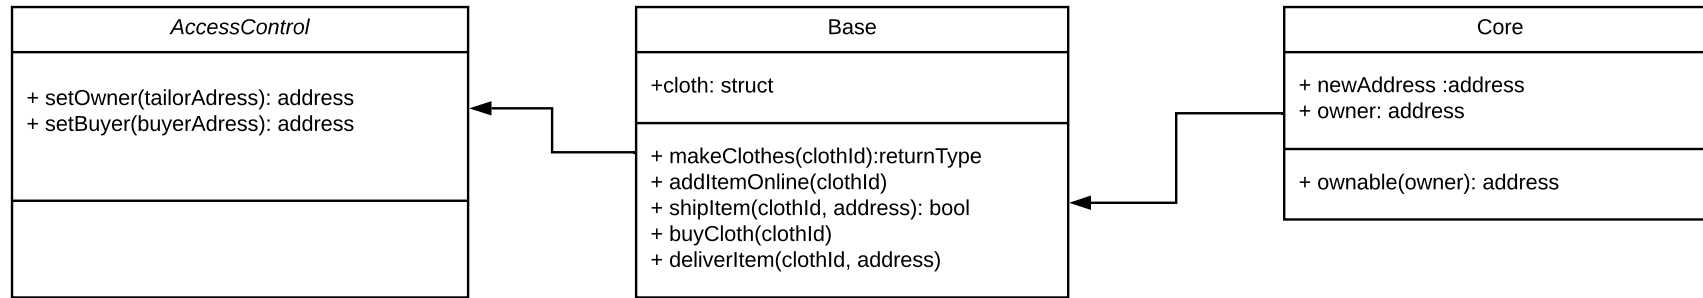 AccessControl
+ setOwner(tailorAdress): address
+ setBuyer(buyerAdress): address
Base
+cloth: struct
+ makeClothes(clothId):returnType
+ addItemOnline(clothId)
+ shipItem(clothId, address): bool
+ buyCloth(clothId)
+ deliverItem(clothId, address)
Core
+ newAddress :address
+ owner: address
+ ownable(owner): address